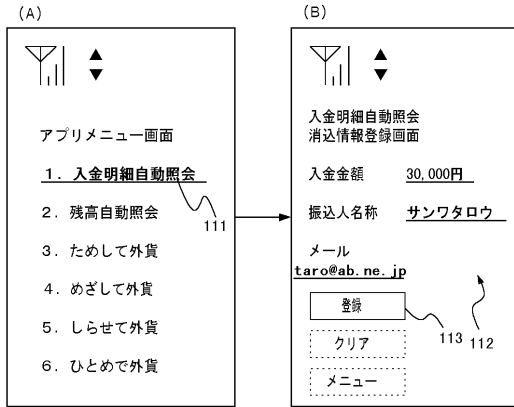 (A)
アプリメニュー画面
1. 入金明細自動照会
2. 残高自動照会
3. ためして外貨
4. めざして外貨
5. しらせて外貨
6. ひとめで外貨
111
(B)
入金明細自動照会
消込情報登録画面
入金金額 30,000円
振込人名称 サンワタロウ
メール
taro@ab.ne.jp
登録
クリア
メニュー
113 112